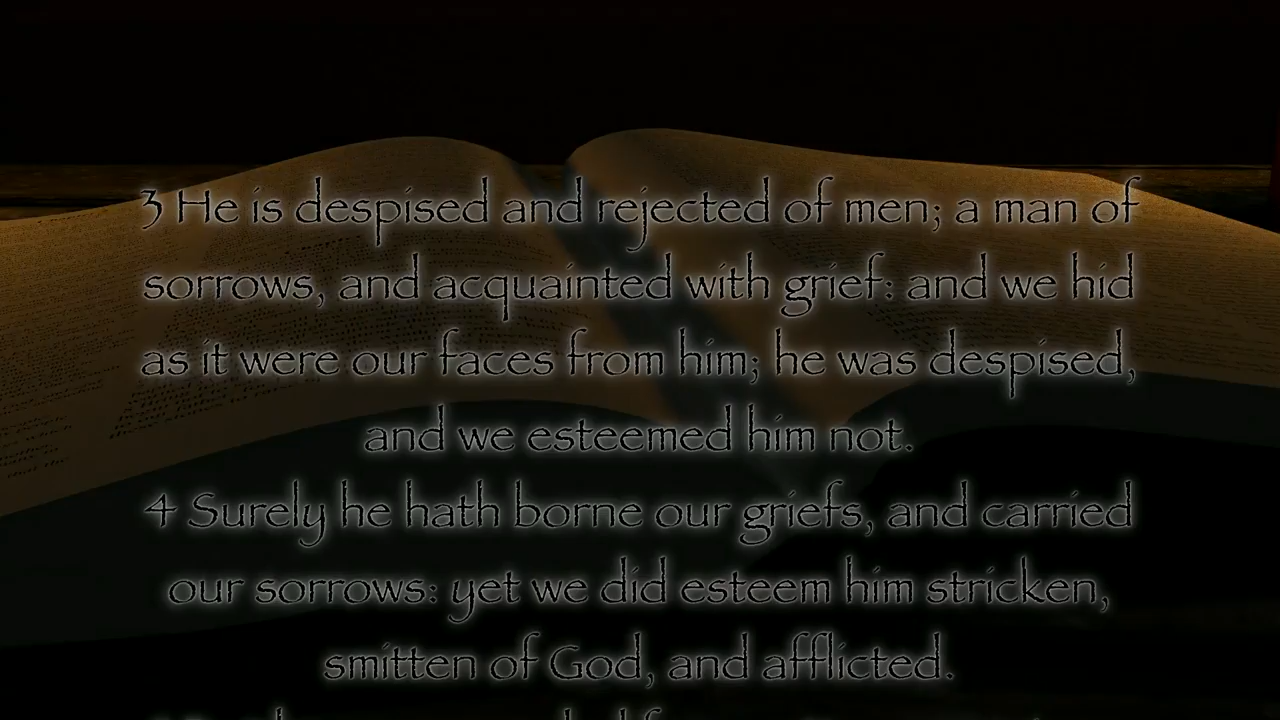 3 He is despised and rejected of men; a man of
sorrows, and acquainted with grief: and we hid
as it were our faces from him; he was despised,
and we esteemed him not.
4 Surely he hath borne our griefs, and carried
our sorrows: yet we did esteem him stricken,
smitten of God, and afflicted.